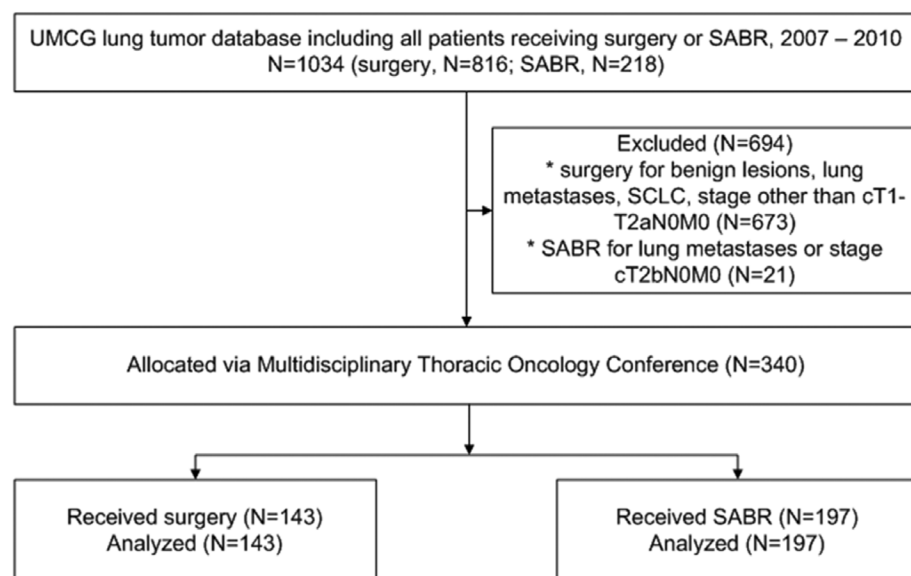 UMCG lung tumor database including all patients receiving surgery or SABR, 2007 – 2010
N=1034 (surgery, N=816; SABR, N=218)
Excluded (N=694)
* surgery for benign lesions, lung
metastases, SCLC, stage other than cT1-
T2aN0M0 (N=673)
* SABR for lung metastases or stage
cT2bN0M0 (N=21)
Allocated via Multidisciplinary Thoracic Oncology Conference (N=340)
Received surgery (N=143)
Analyzed (N=143)
Received SABR (N=197)
Analyzed (N=197)